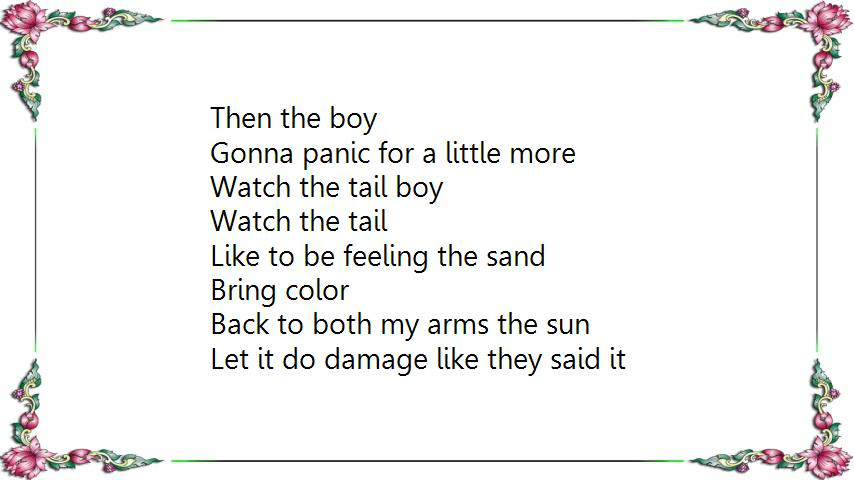 Then the boy
Gonna panic for a little more
Watch the tail boy
Watch the tail
Like to be feeling the sand
Bring color
Back to both my arms the sun
Let it do damage like they said it